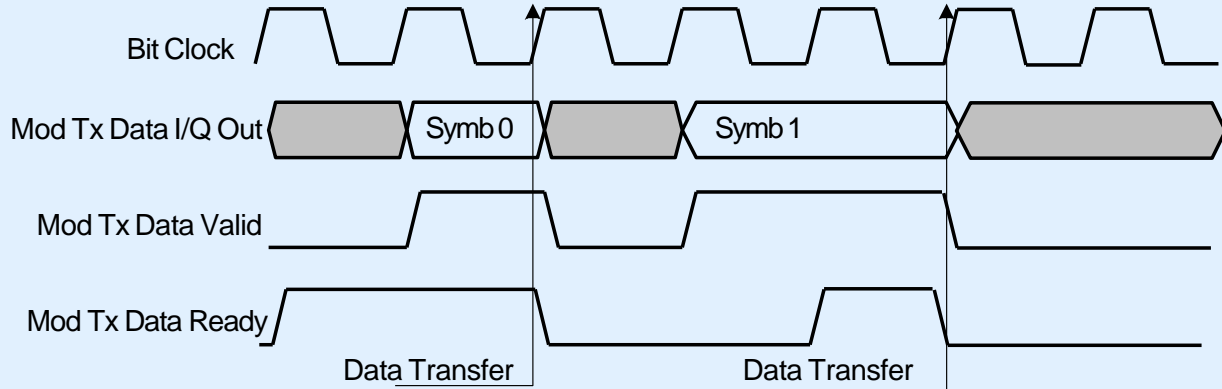 Bit Clock
Mod Tx Data I/Q Out
Symb 0
Symb 1
Mod Tx Data Valid
Mod Tx Data Ready
Data Transfer
Data Transfer